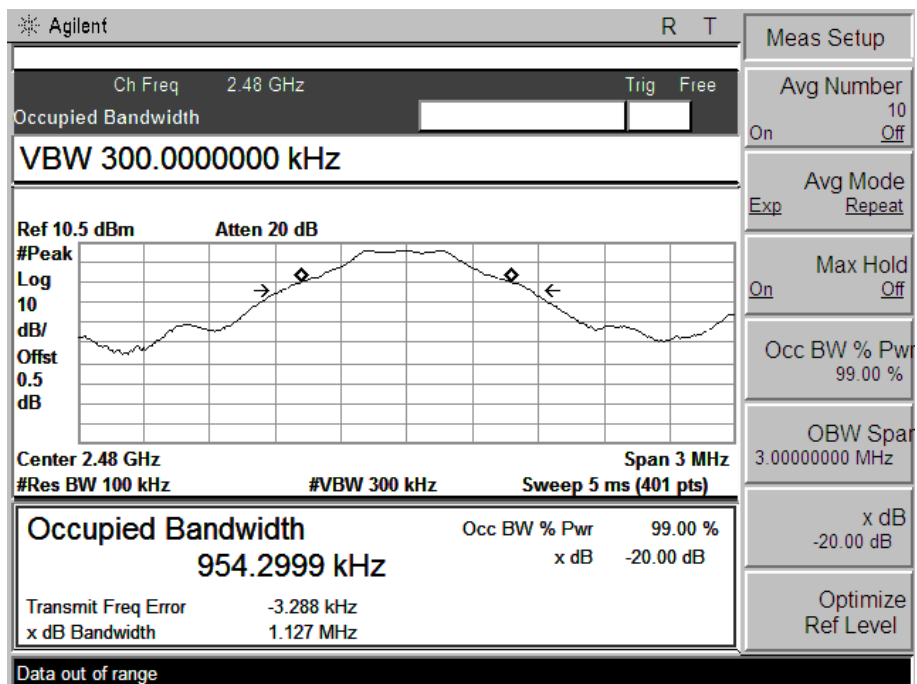 Agilent R T
Ch Freq 2.48 GHz Trig Free
Occupied Bandwidth
VBW 300.0000000 kHz
Ref 10.5 dBm Atten 20 dB
#Peak
Log
10
dB/
Offst
0.5
dB
Center 2.48 GHz Span 3 MHz
#Res BW 100 kHz #VBW 300 kHz Sweep 5 ms (401 pts)
Occupied Bandwidth Occ BW % Pwr 99.00 %
954.2999 kHz x dB -20.00 dB
Transmit Freq Error -3.288 kHz
x dB Bandwidth 1.127 MHz
Data out of range
Meas Setup
Avg Number
10
On Off
Avg Mode
Exp Repeat
Max Hold
On Off
Occ BW % Pwr
99.00 %
OBW Span
3.00000000 MHz
x dB
-20.00 dB
Optimize
Ref Level